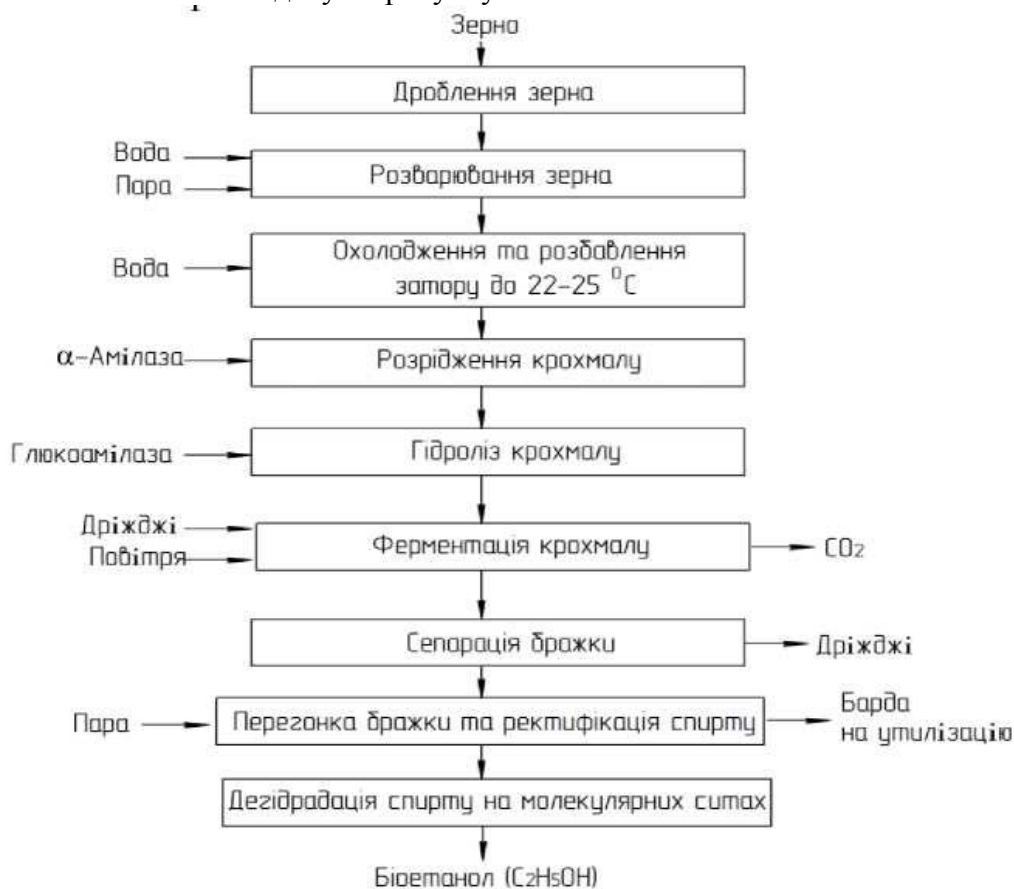 Зерно
Дроблення зерна
Вода
Пара
Розварювання зерна
Вода
Охолодження та розбавлення
затору до 22–25 ⁰С
α–Амілаза
Розрідження крохмалу
Глюкоамілаза
Гідроліз крохмалу
Дріжджі
Повітря
Ферментація крохмалу
CO₂
Сепарація бражки
Дріжджі
Пара
Перегонка бражки та ректифікація спирту
Барда
на утилізацію
Дегідрадація спирту на молекулярних ситах
Біоетанол (C₂H₅OH)